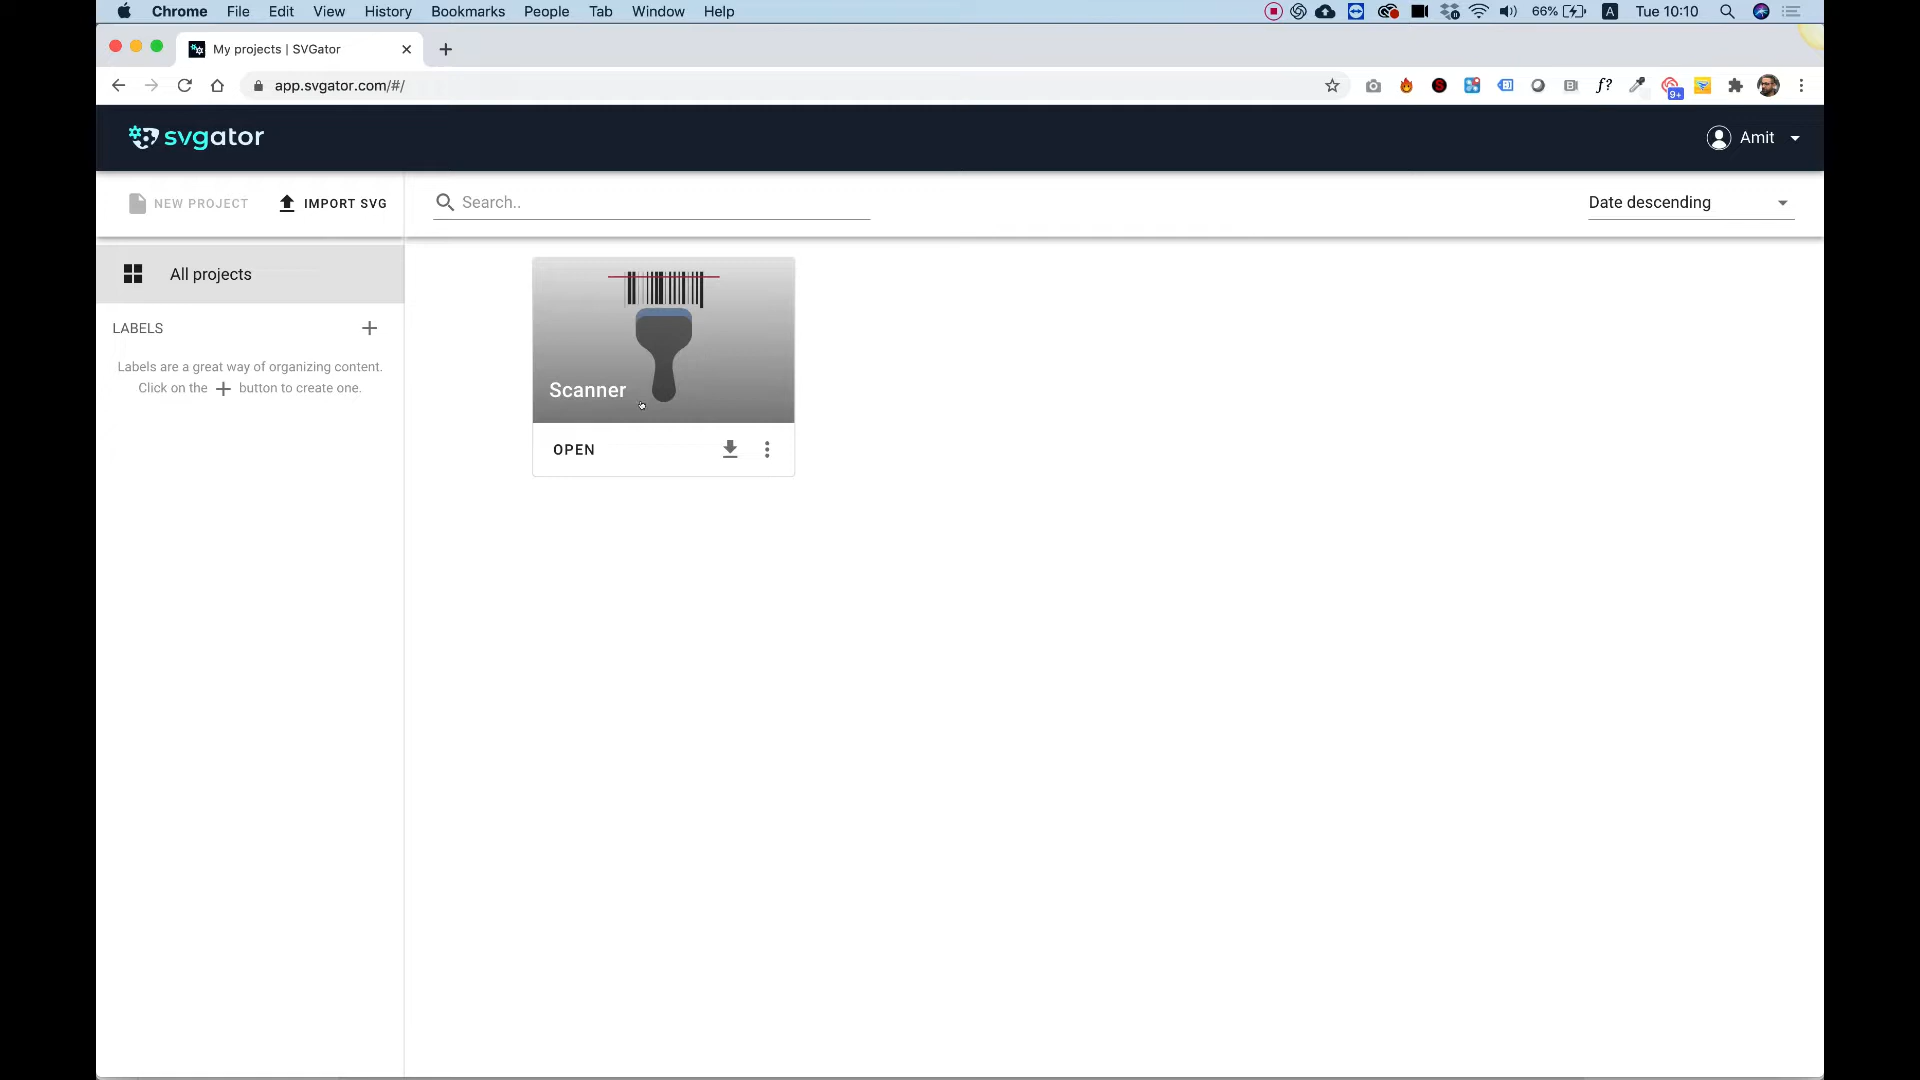 Chrome File Edit View History Bookmarks People Tab Window Help
66% A Tue 10:10
My projects | SVGator
app.svgator.com/#/
f?
9+
svgator
Amit
NEW PROJECT
IMPORT SVG
Search..
Date descending
All projects
LABELS
Labels are a great way of organizing content.
Click on the + button to create one.
Scanner
OPEN